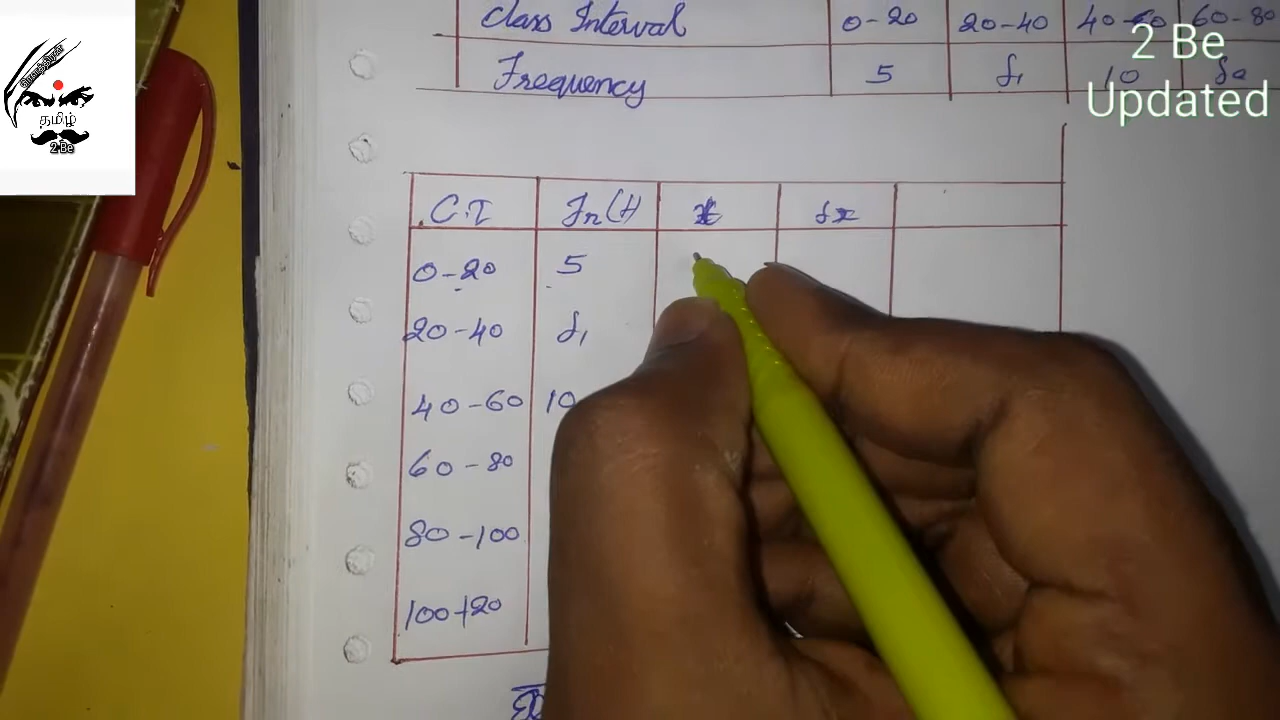 Class Interval 0-20 20-40 40-60 60-80
Frequency 5 f₁ 10 f₂
2 Be
Updated
தமிழ்
2 Be
C.I Fr(f) x fx
0-20 5
20-40 f₁
40-60 10
60-80
80-100
100-120